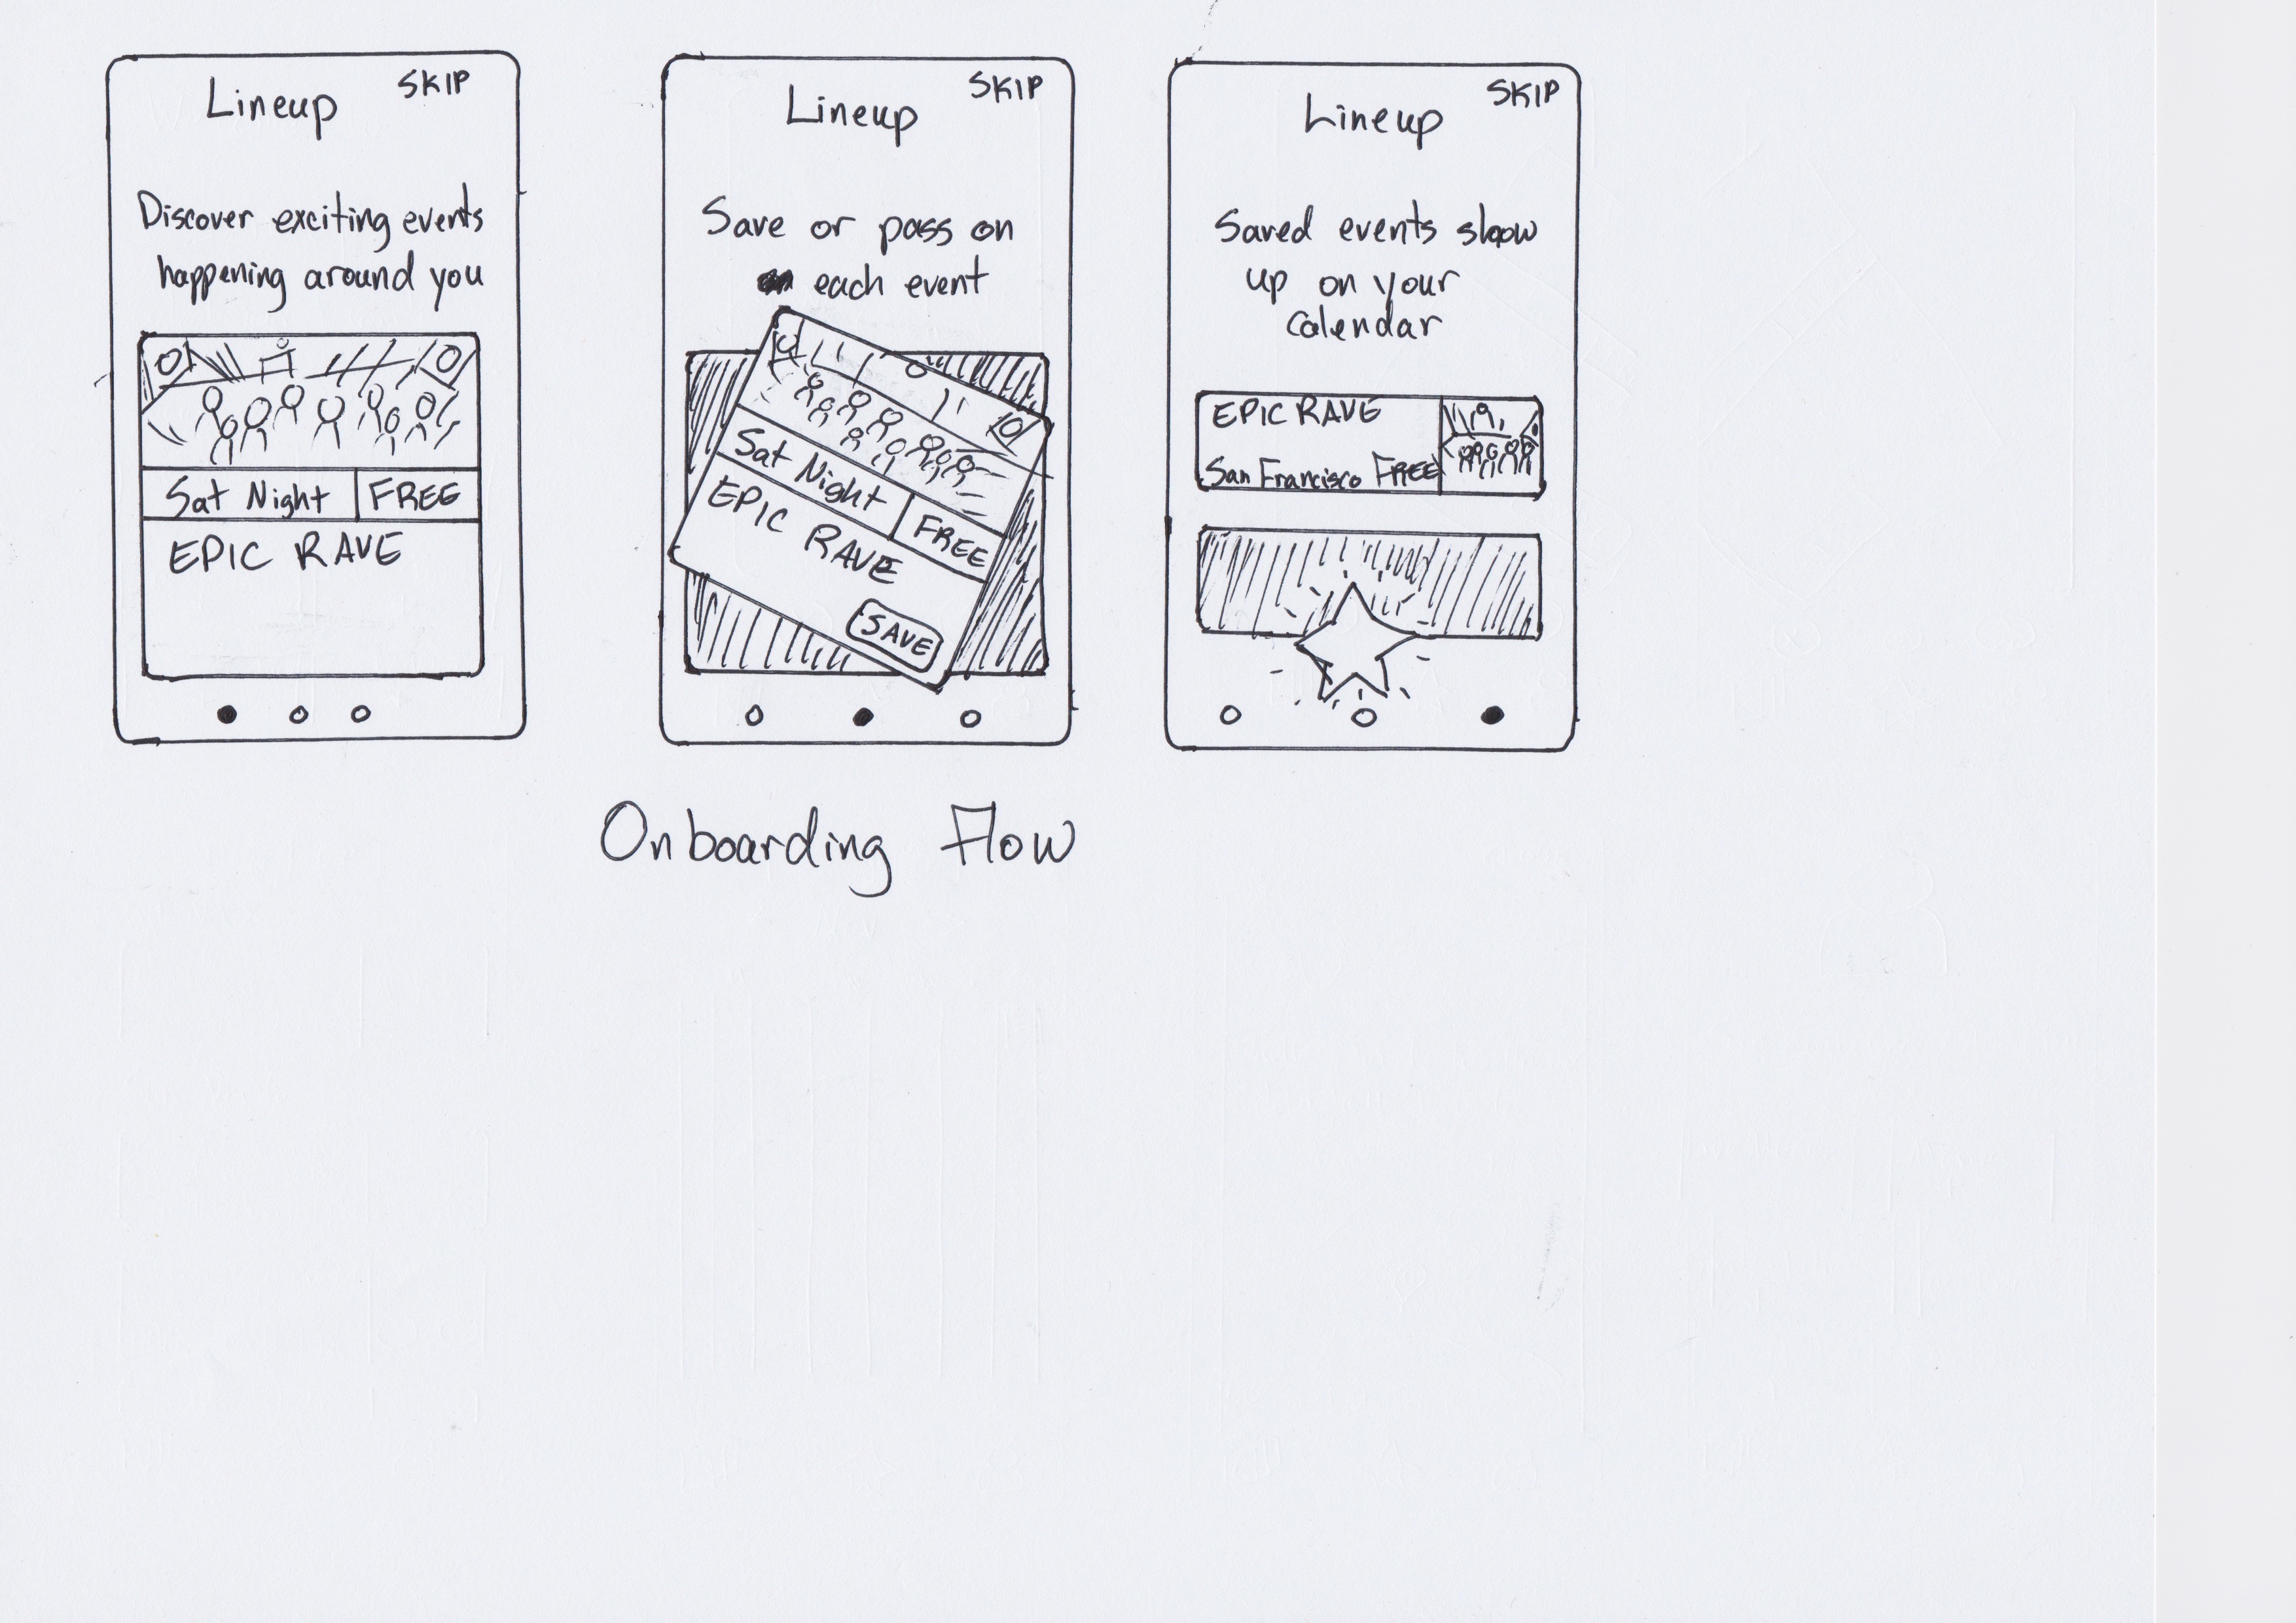 Lineup
SKIP
Discover exciting events
happening around you
Sat Night
FREE
EPIC RAVE
Lineup
SKIP
Save or pass on
each event
Sat Night
FREE
EPIC RAVE
SAVE
Lineup
SKIP
Saved events show
up on your
Calendar
EPIC RAVE
San Francisco FREE
Onboarding Flow